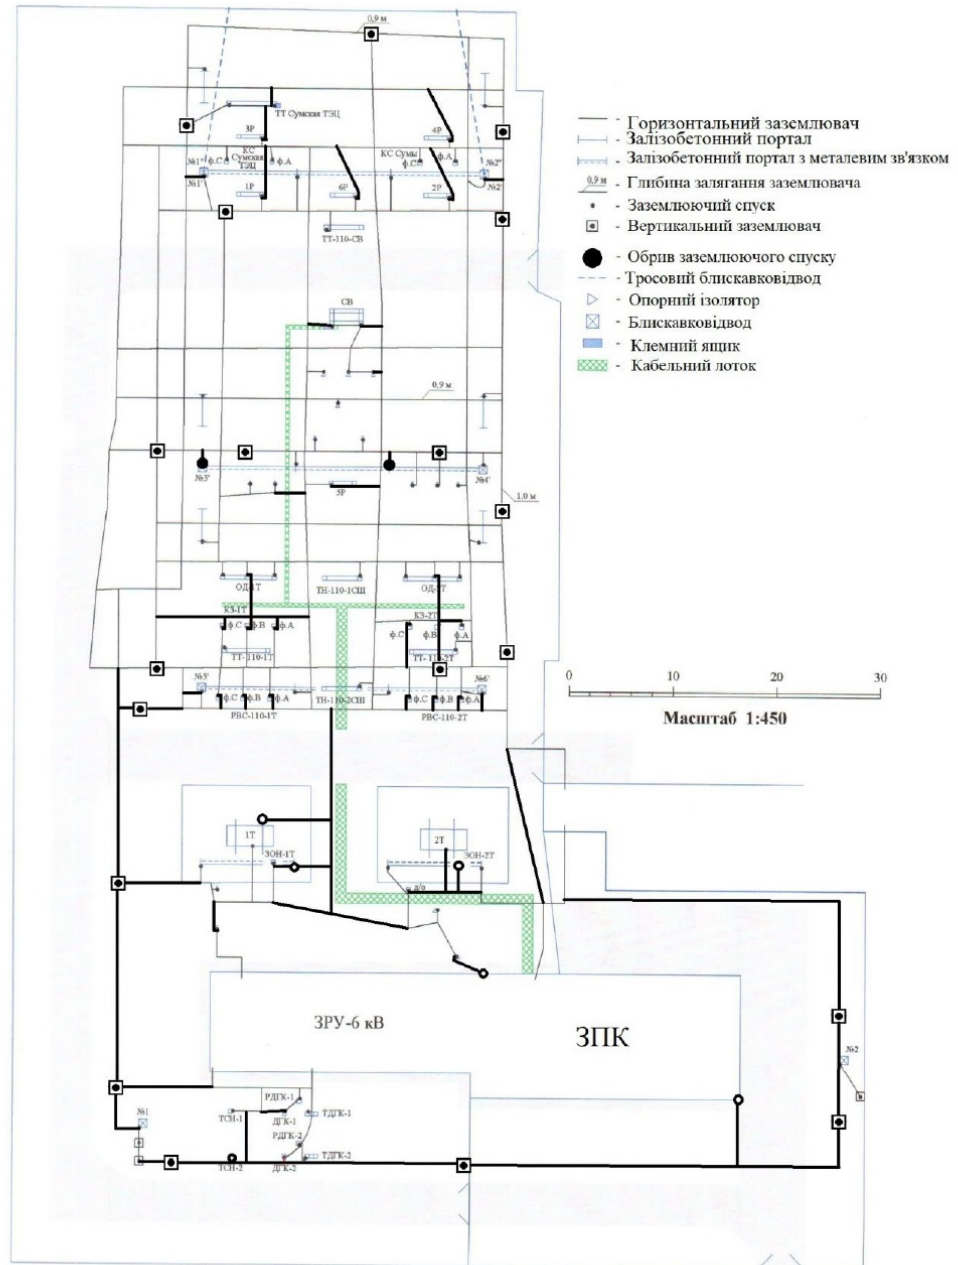 0,9 м
ТТ Сумская ТЭЦ
3Р
4Р
КС
Сумская
ТЭЦ
ф.С
ф.А
КС Сумы
ф.С
ф.А
№1"
№1'
№2"
№2'
1Р
6Р
2Р
ТТ-110-СВ
СВ
0,9 м
№3'
5Р
№4'
1,0 м
ОД-1Т
ТН-110-1СШ
КЗ-1Т
КЗ-2Т
ф.С
ф.В
ф.А
ф.С
ф.В
ф.А
ТТ-110-1Т
ТТ-110-2Т
№5'
№6'
ф.С
ф.В
ф.А
ТН-110-2СШ
ф.С
ф.В
ф.А
РВС-110-1Т
РВС-110-2Т
1Т
2Т
ЗОН-1Т
ЗОН-2Т
д/о
ЗРУ-6 кВ
ЗПК
№2
№1
РДГК-1
ТСН-1
ДГК-1
ТДГК-1
РДГК-2
ТСН-2
ДГК-2
ТДГК-2
- Горизонтальний заземлювач
- Залізобетонний портал
- Залізобетонний портал з металевим зв'язком
0,9 м - Глибина залягання заземлювача
- Заземлюючий спуск
- Вертикальний заземлювач
- Обрив заземлюючого спуску
- Тросовий блискавковідвод
- Опорний ізолятор
- Блискавковідвод
- Клемний ящик
- Кабельний лоток
0 10 20 30
Масштаб 1:450